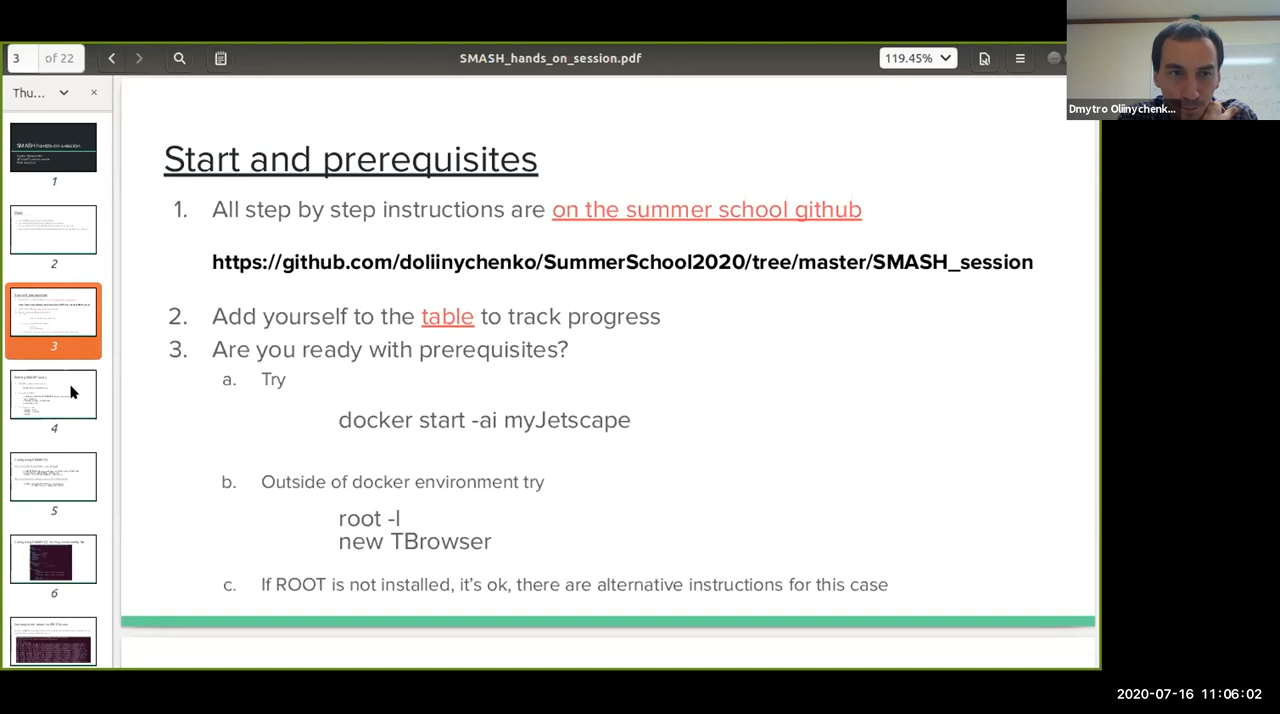 3 of 22
SMASH_hands_on_session.pdf
119.45%
Dmytro Oliinychenk...
Thu...
SMASH hands-on session
1
2
3
4
5
6
Start and prerequisites
1. All step by step instructions are on the summer school github
https://github.com/doliinychenko/SummerSchool2020/tree/master/SMASH_session
2. Add yourself to the table to track progress
3. Are you ready with prerequisites?
a. Try
docker start -ai myJetscape
b. Outside of docker environment try
root -l
new TBrowser
c. If ROOT is not installed, it's ok, there are alternative instructions for this case
2020-07-16 11:06:02